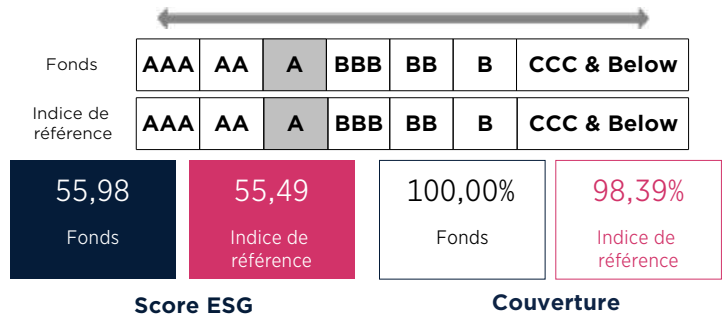 Fonds AAA AA A BBB BB B CCC & Below
Indice de
référence AAA AA A BBB BB B CCC & Below
55,98 55,49 100,00% 98,39%
Fonds Indice de Fonds Indice de
référence référence
Score ESG Couverture